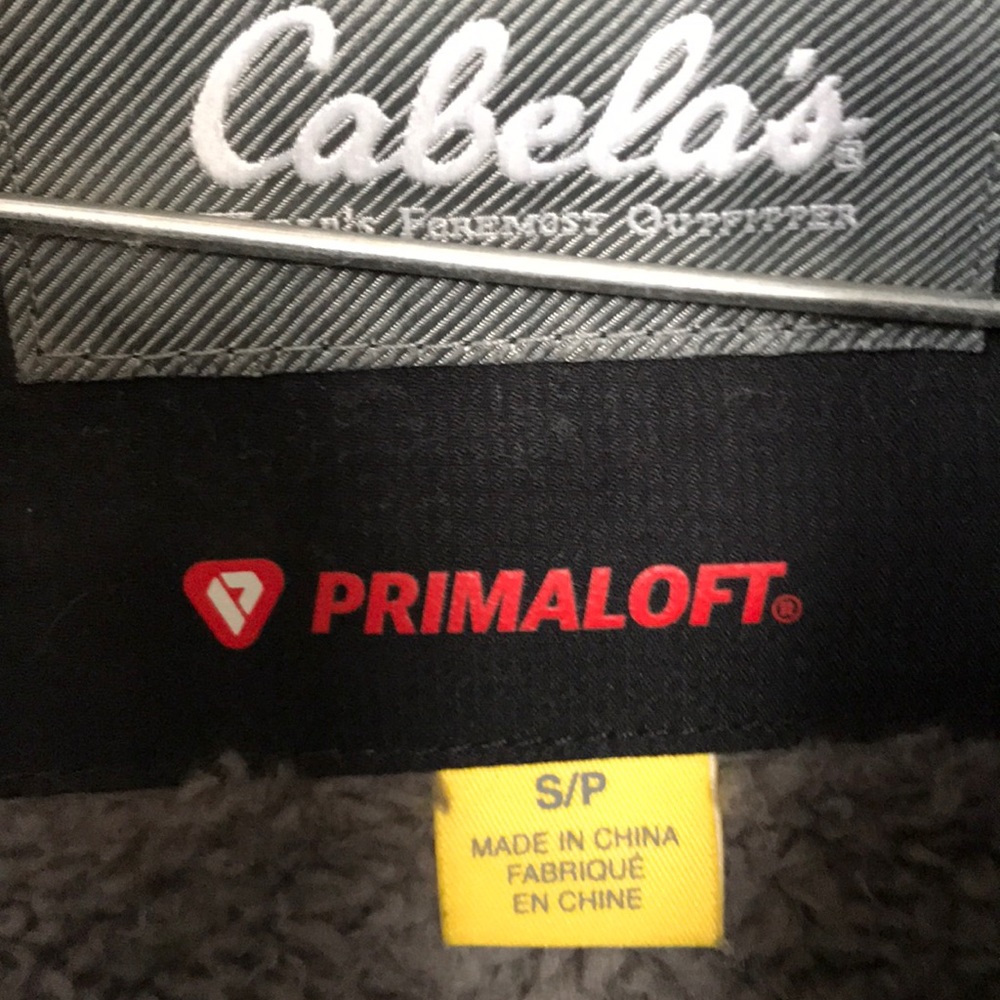 Cabela's®
Foremost Outfitter
PRIMALOFT®
S/P
MADE IN CHINA
FABRIQUÉ
EN CHINE